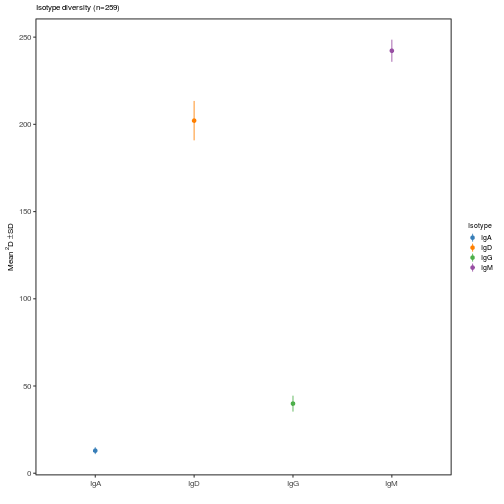 Isotype diversity (n=259)
250
200
150
100
50
0
Mean ²D ±SD
IgA
IgD
IgG
IgM
Isotype
IgA
IgD
IgG
IgM